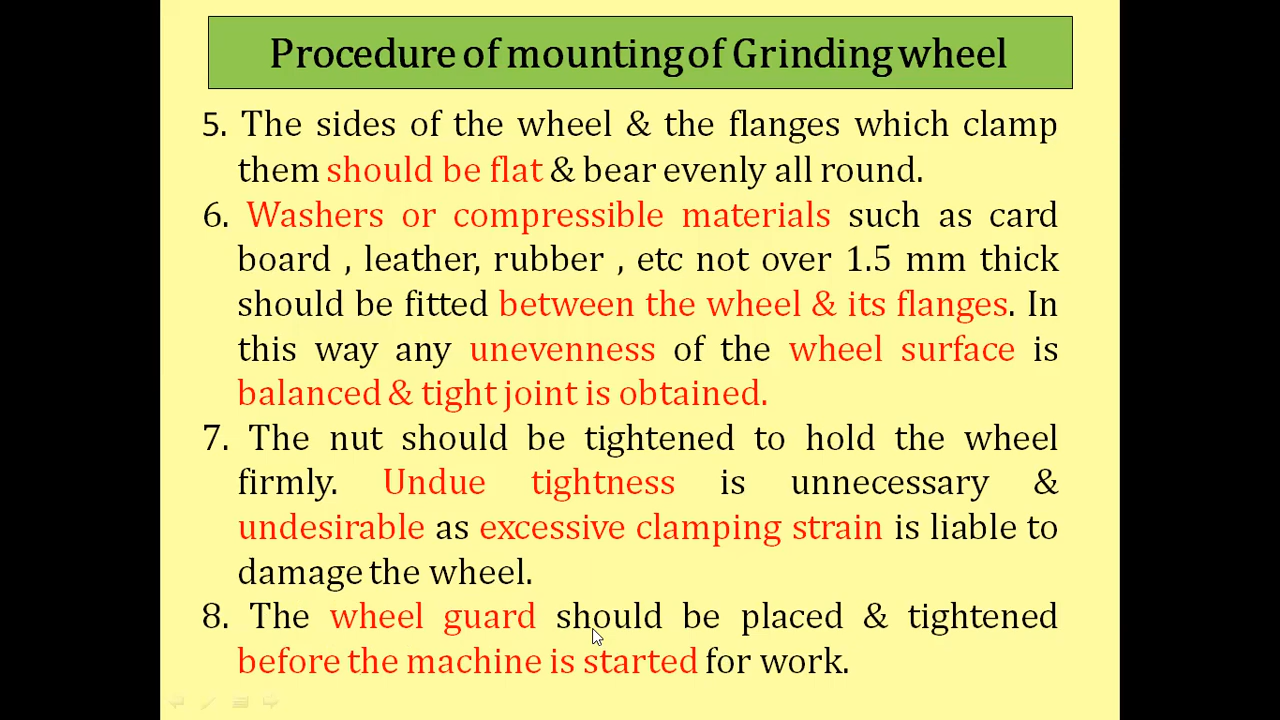 Procedure of mounting of Grinding wheel
5. The sides of the wheel & the flanges which clamp
them should be flat & bear evenly all round.
6. Washers or compressible materials such as card
board , leather, rubber , etc not over 1.5 mm thick
should be fitted between the wheel & its flanges. In
this way any unevenness of the wheel surface is
balanced & tight joint is obtained.
7. The nut should be tightened to hold the wheel
firmly. Undue tightness is unnecessary &
undesirable as excessive clamping strain is liable to
damage the wheel.
8. The wheel guard should be placed & tightened
before the machine is started for work.